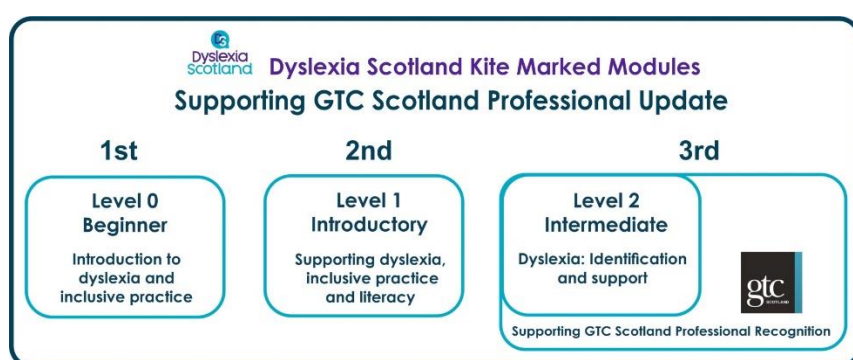 DS
Dyslexia
Scotland
Dyslexia Scotland Kite Marked Modules
Supporting GTC Scotland Professional Update
1st
Level 0
Beginner
Introduction to
dyslexia and
inclusive practice
2nd
Level 1
Introductory
Supporting dyslexia,
inclusive practice
and literacy
3rd
Level 2
Intermediate
Dyslexia: Identification
and support
gtc
SCOTLAND
Supporting GTC Scotland Professional Recognition